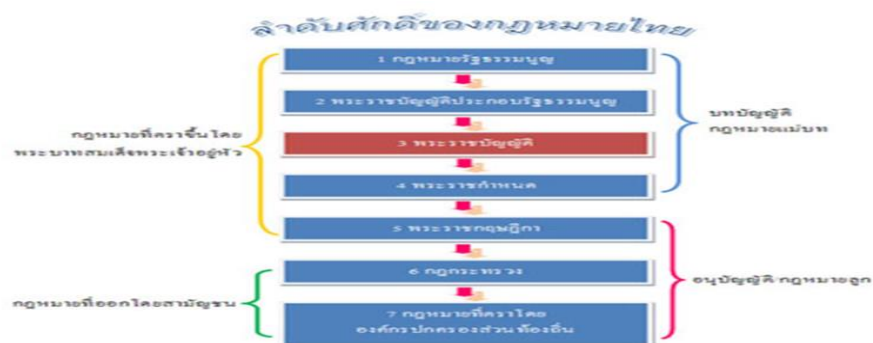 ลำดับศักดิ์ของกฎหมายไทย
1 กฎหมายรัฐธรรมนูญ
2 พระราชบัญญัติประกอบรัฐธรรมนูญ
3 พระราชบัญญัติ
4 พระราชกำหนด
5 พระราชกฤษฎีกา
6 กฎกระทรวง
7 กฎหมายที่ตราโดย
องค์กรปกครองส่วนท้องถิ่น
กฎหมายที่ตราขึ้นโดย
พระบาทสมเด็จพระเจ้าอยู่หัว
กฎหมายที่ออกโดยสามัญชน
บทบัญญัติ
กฎหมายแม่บท
อนุบัญญัติ/กฎหมายลูก